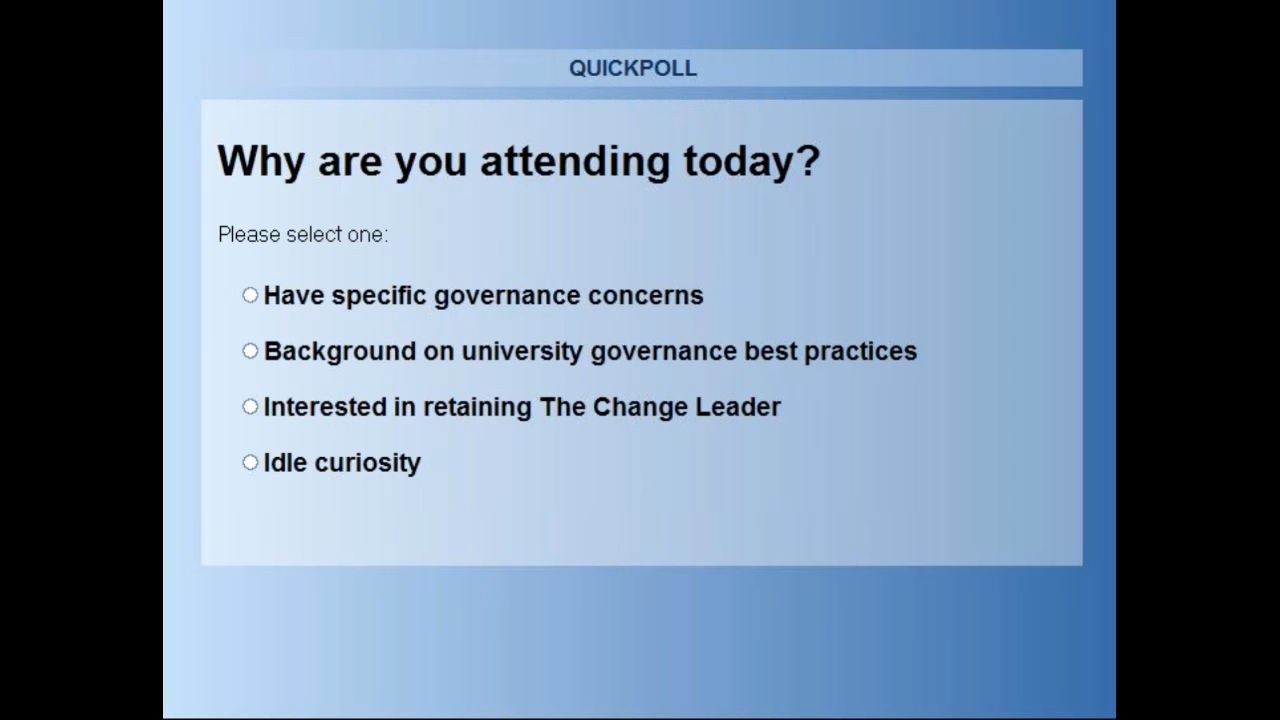 QUICKPOLL
Why are you attending today?
Please select one:
Have specific governance concerns
Background on university governance best practices
Interested in retaining The Change Leader
Idle curiosity